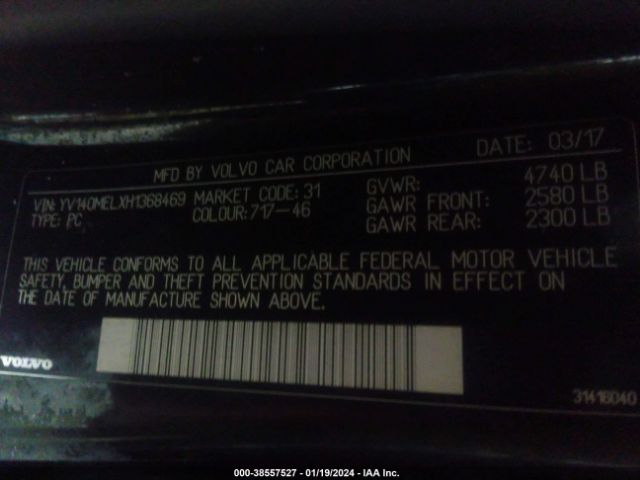 MFD BY VOLVO CAR CORPORATION DATE: 03/17
VIN: YV140MELXH1368469 MARKET CODE: 31 GVWR: 4740 LB
TYPE: PC COLOUR: 717-46 GAWR FRONT: 2580 LB
GAWR REAR: 2300 LB
THIS VEHICLE CONFORMS TO ALL APPLICABLE FEDERAL MOTOR VEHICLE
SAFETY, BUMPER AND THEFT PREVENTION STANDARDS IN EFFECT ON
THE DATE OF MANUFACTURE SHOWN ABOVE.
VOLVO
31416040
000-38557527 - 01/19/2024 - IAA Inc.